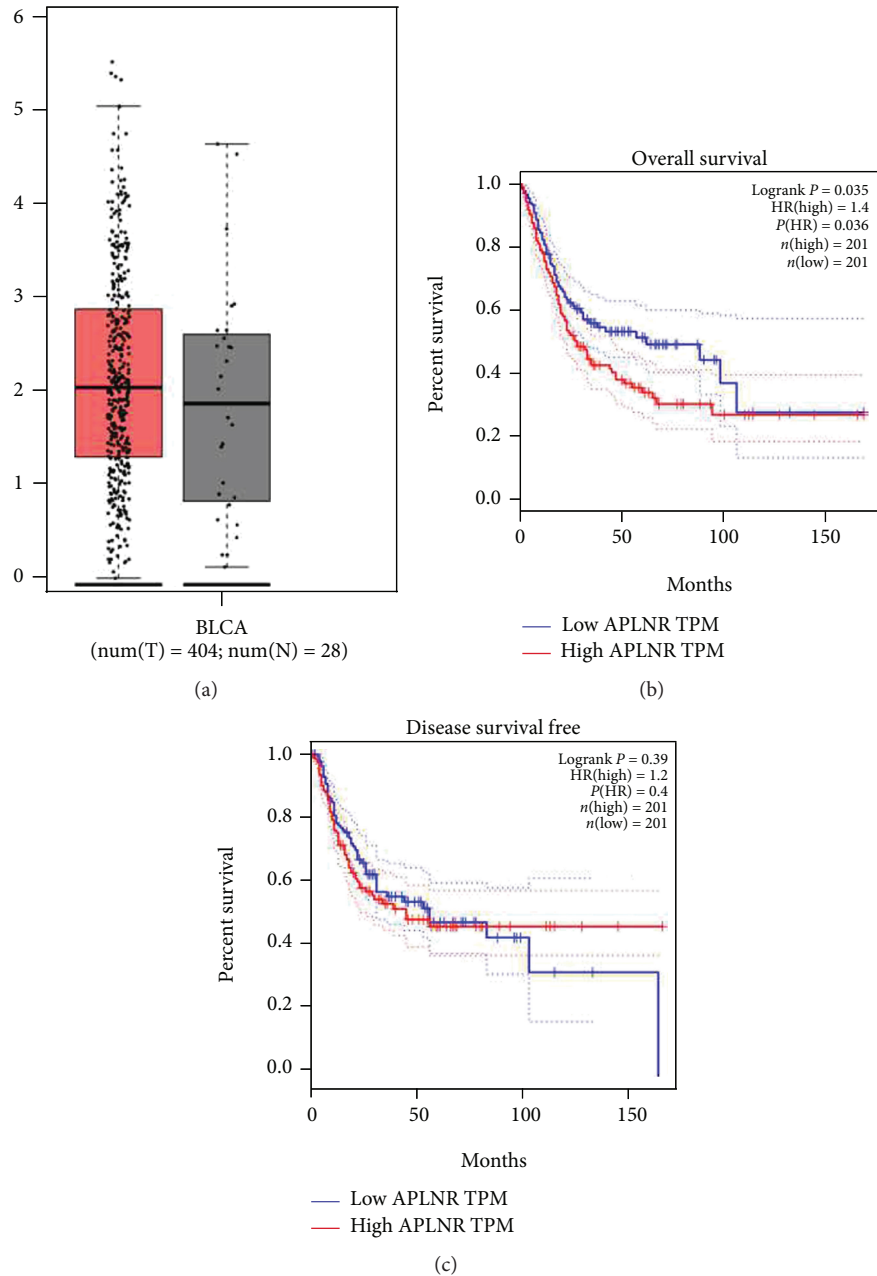 6
5
4
3
2
1
0
BLCA
(num(T) = 404; num(N) = 28)
(a)
Overall survival
Logrank P = 0.035
HR(high) = 1.4
P(HR) = 0.036
n(high) = 201
n(low) = 201
Percent survival
1.0
0.8
0.6
0.4
0.2
0.0
0 50 100 150
Months
Low APLNR TPM
High APLNR TPM
(b)
Disease survival free
Logrank P = 0.39
HR(high) = 1.2
P(HR) = 0.4
n(high) = 201
n(low) = 201
Percent survival
1.0
0.8
0.6
0.4
0.2
0.0
0 50 100 150
Months
Low APLNR TPM
High APLNR TPM
(c)